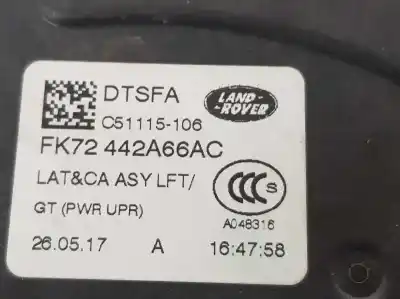 DTSFA
LAND-
ROVER
C51115-106
FK72 442A66AC
LAT&CA ASY LFT/
GT (PWR UPR)
CCC S
A048316
26.05.17 A 16:47:58